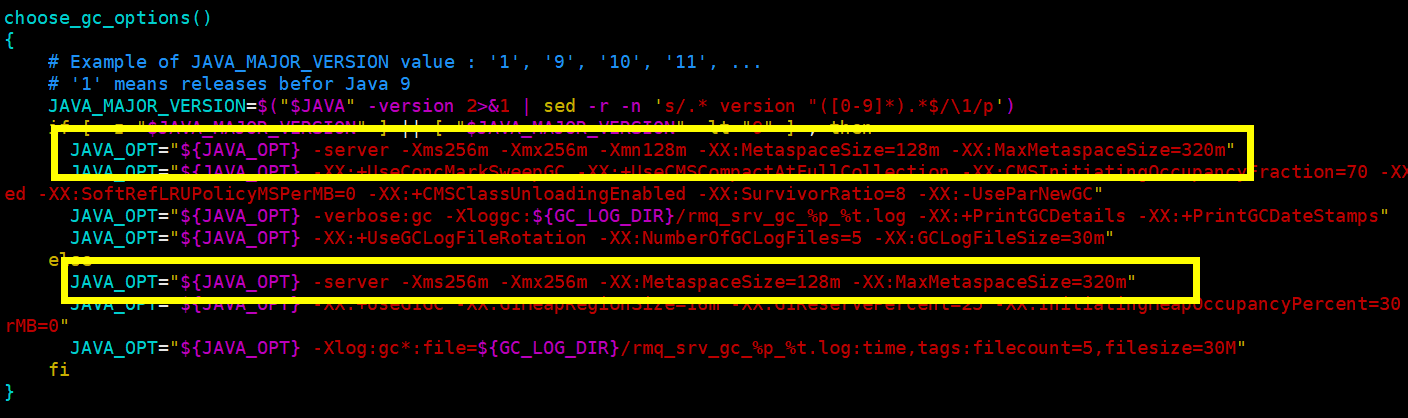 choose_gc_options()
{
# Example of JAVA_MAJOR_VERSION value : '1', '9', '10', '11', ...
# '1' means releases befor Java 9
JAVA_MAJOR_VERSION=$("$JAVA" -version 2>&1 | sed -r -n 's/.* version "([0-9]*).*$/\1/p')
if [ -z "$JAVA_MAJOR_VERSION" ] || [ "$JAVA_MAJOR_VERSION" -lt "9" ] ; then
JAVA_OPT="${JAVA_OPT} -server -Xms256m -Xmx256m -Xmn128m -XX:MetaspaceSize=128m -XX:MaxMetaspaceSize=320m"
JAVA_OPT="${JAVA_OPT} -XX:+UseConcMarkSweepGC -XX:+UseCMSCompactAtFullCollection -XX:CMSInitiatingOccupancyFraction=70 -XX
ed -XX:SoftRefLRUPolicyMSPerMB=0 -XX:+CMSClassUnloadingEnabled -XX:SurvivorRatio=8 -XX:-UseParNewGC"
JAVA_OPT="${JAVA_OPT} -verbose:gc -Xloggc:${GC_LOG_DIR}/rmq_srv_gc_%p_%t.log -XX:+PrintGCDetails -XX:+PrintGCDateStamps"
JAVA_OPT="${JAVA_OPT} -XX:+UseGCLogFileRotation -XX:NumberOfGCLogFiles=5 -XX:GCLogFileSize=30m"
else
JAVA_OPT="${JAVA_OPT} -server -Xms256m -Xmx256m -XX:MetaspaceSize=128m -XX:MaxMetaspaceSize=320m"
JAVA_OPT="${JAVA_OPT} -XX:+UseG1GC -XX:G1HeapRegionSize=16m -XX:G1ReservePercent=25 -XX:InitiatingHeapOccupancyPercent=30
rMB=0"
JAVA_OPT="${JAVA_OPT} -Xlog:gc*:file=${GC_LOG_DIR}/rmq_srv_gc_%p_%t.log:time,tags:filecount=5,filesize=30M"
fi
}